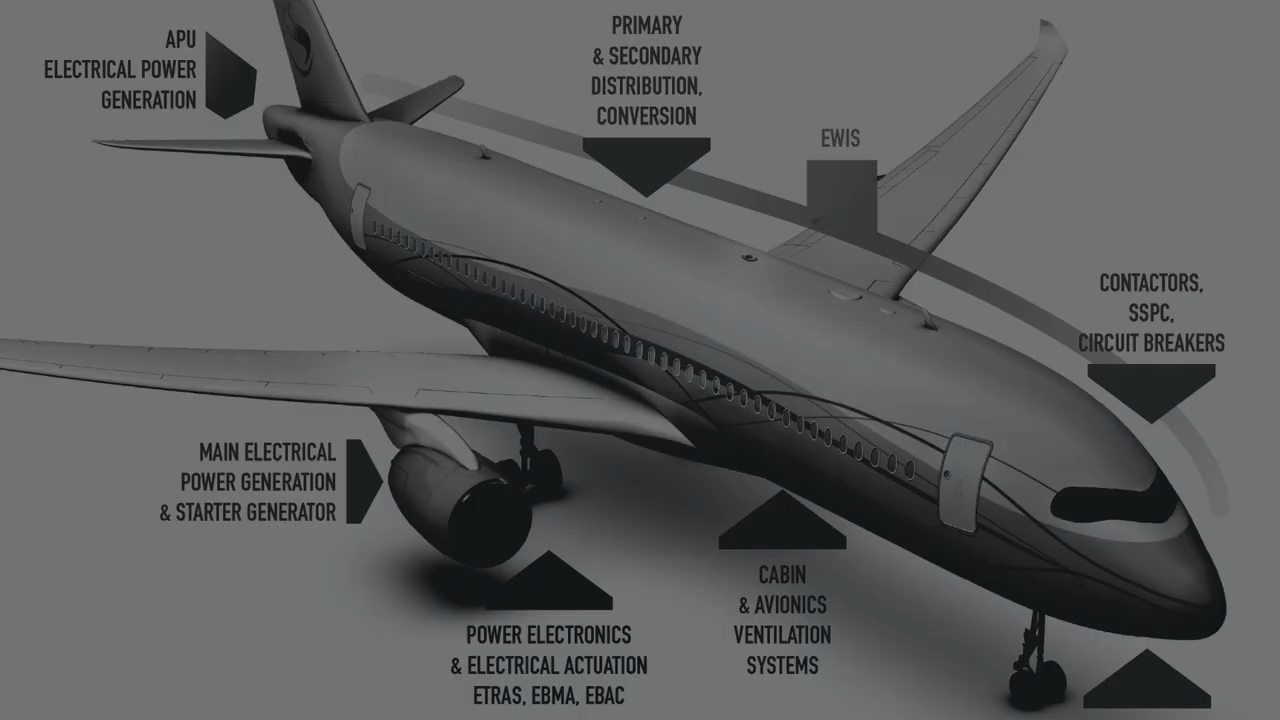 APU
ELECTRICAL POWER
GENERATION
PRIMARY
& SECONDARY
DISTRIBUTION,
CONVERSION
EWIS
CONTACTORS,
SSPC,
CIRCUIT BREAKERS
MAIN ELECTRICAL
POWER GENERATION
& STARTER GENERATOR
POWER ELECTRONICS
& ELECTRICAL ACTUATION
ETRAS, EBMA, EBAC
CABIN
& AVIONICS
VENTILATION
SYSTEMS